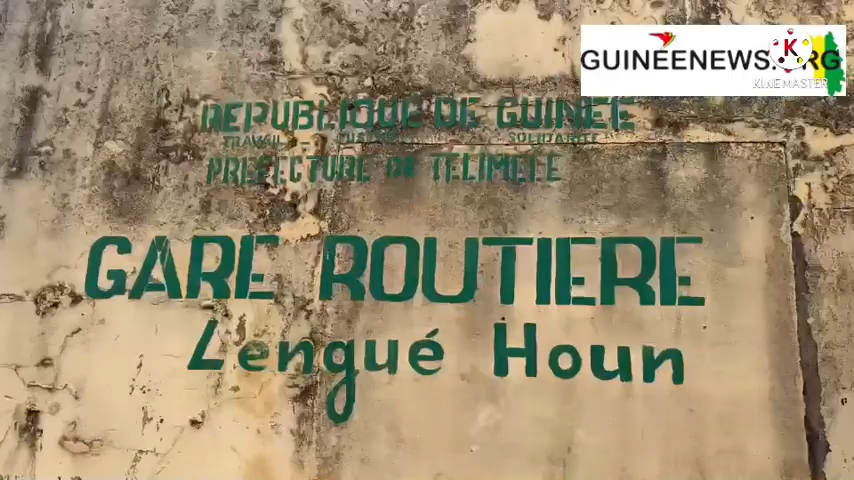 GUINEENEWS.ORG
KINEMASTER
REPUBLIQUE DE GUINEE
TRAVAIL JUSTICE SOLIDARITE
PREFECTURE DE TELIMELE
GARE ROUTIERE
Lengué Houn